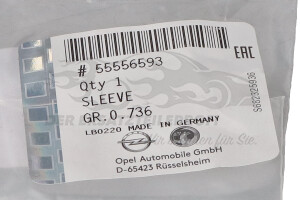 # 55556593
Qty 1
SLEEVE
GR.0.736
LB0220 MADE IN GERMANY
Opel Automobile GmbH
D-65423 Rüsselsheim
EAC